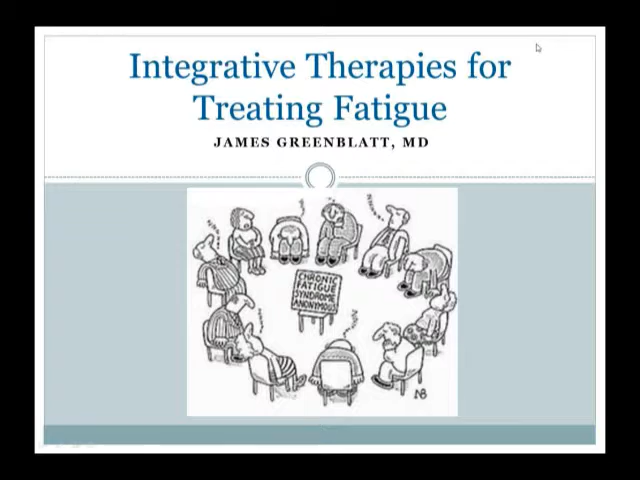 Integrative Therapies for
Treating Fatigue
JAMES GREENBLATT, MD
CHRONIC
FATIGUE
SYNDROME
ANONYMOUS